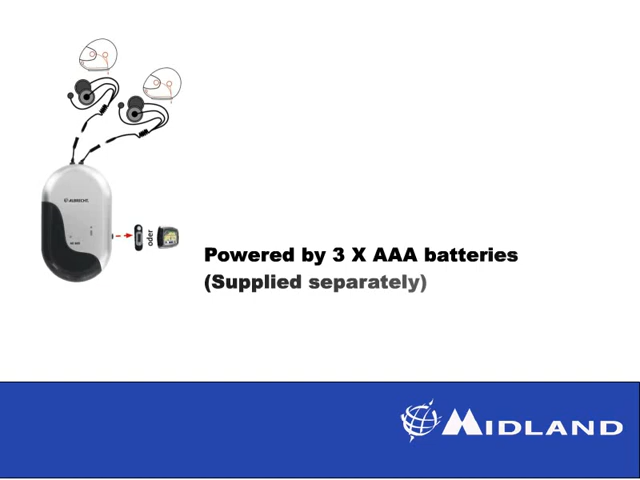 ALBRECHT
oder
Powered by 3 X AAA batteries
(Supplied separately)
MIDLAND